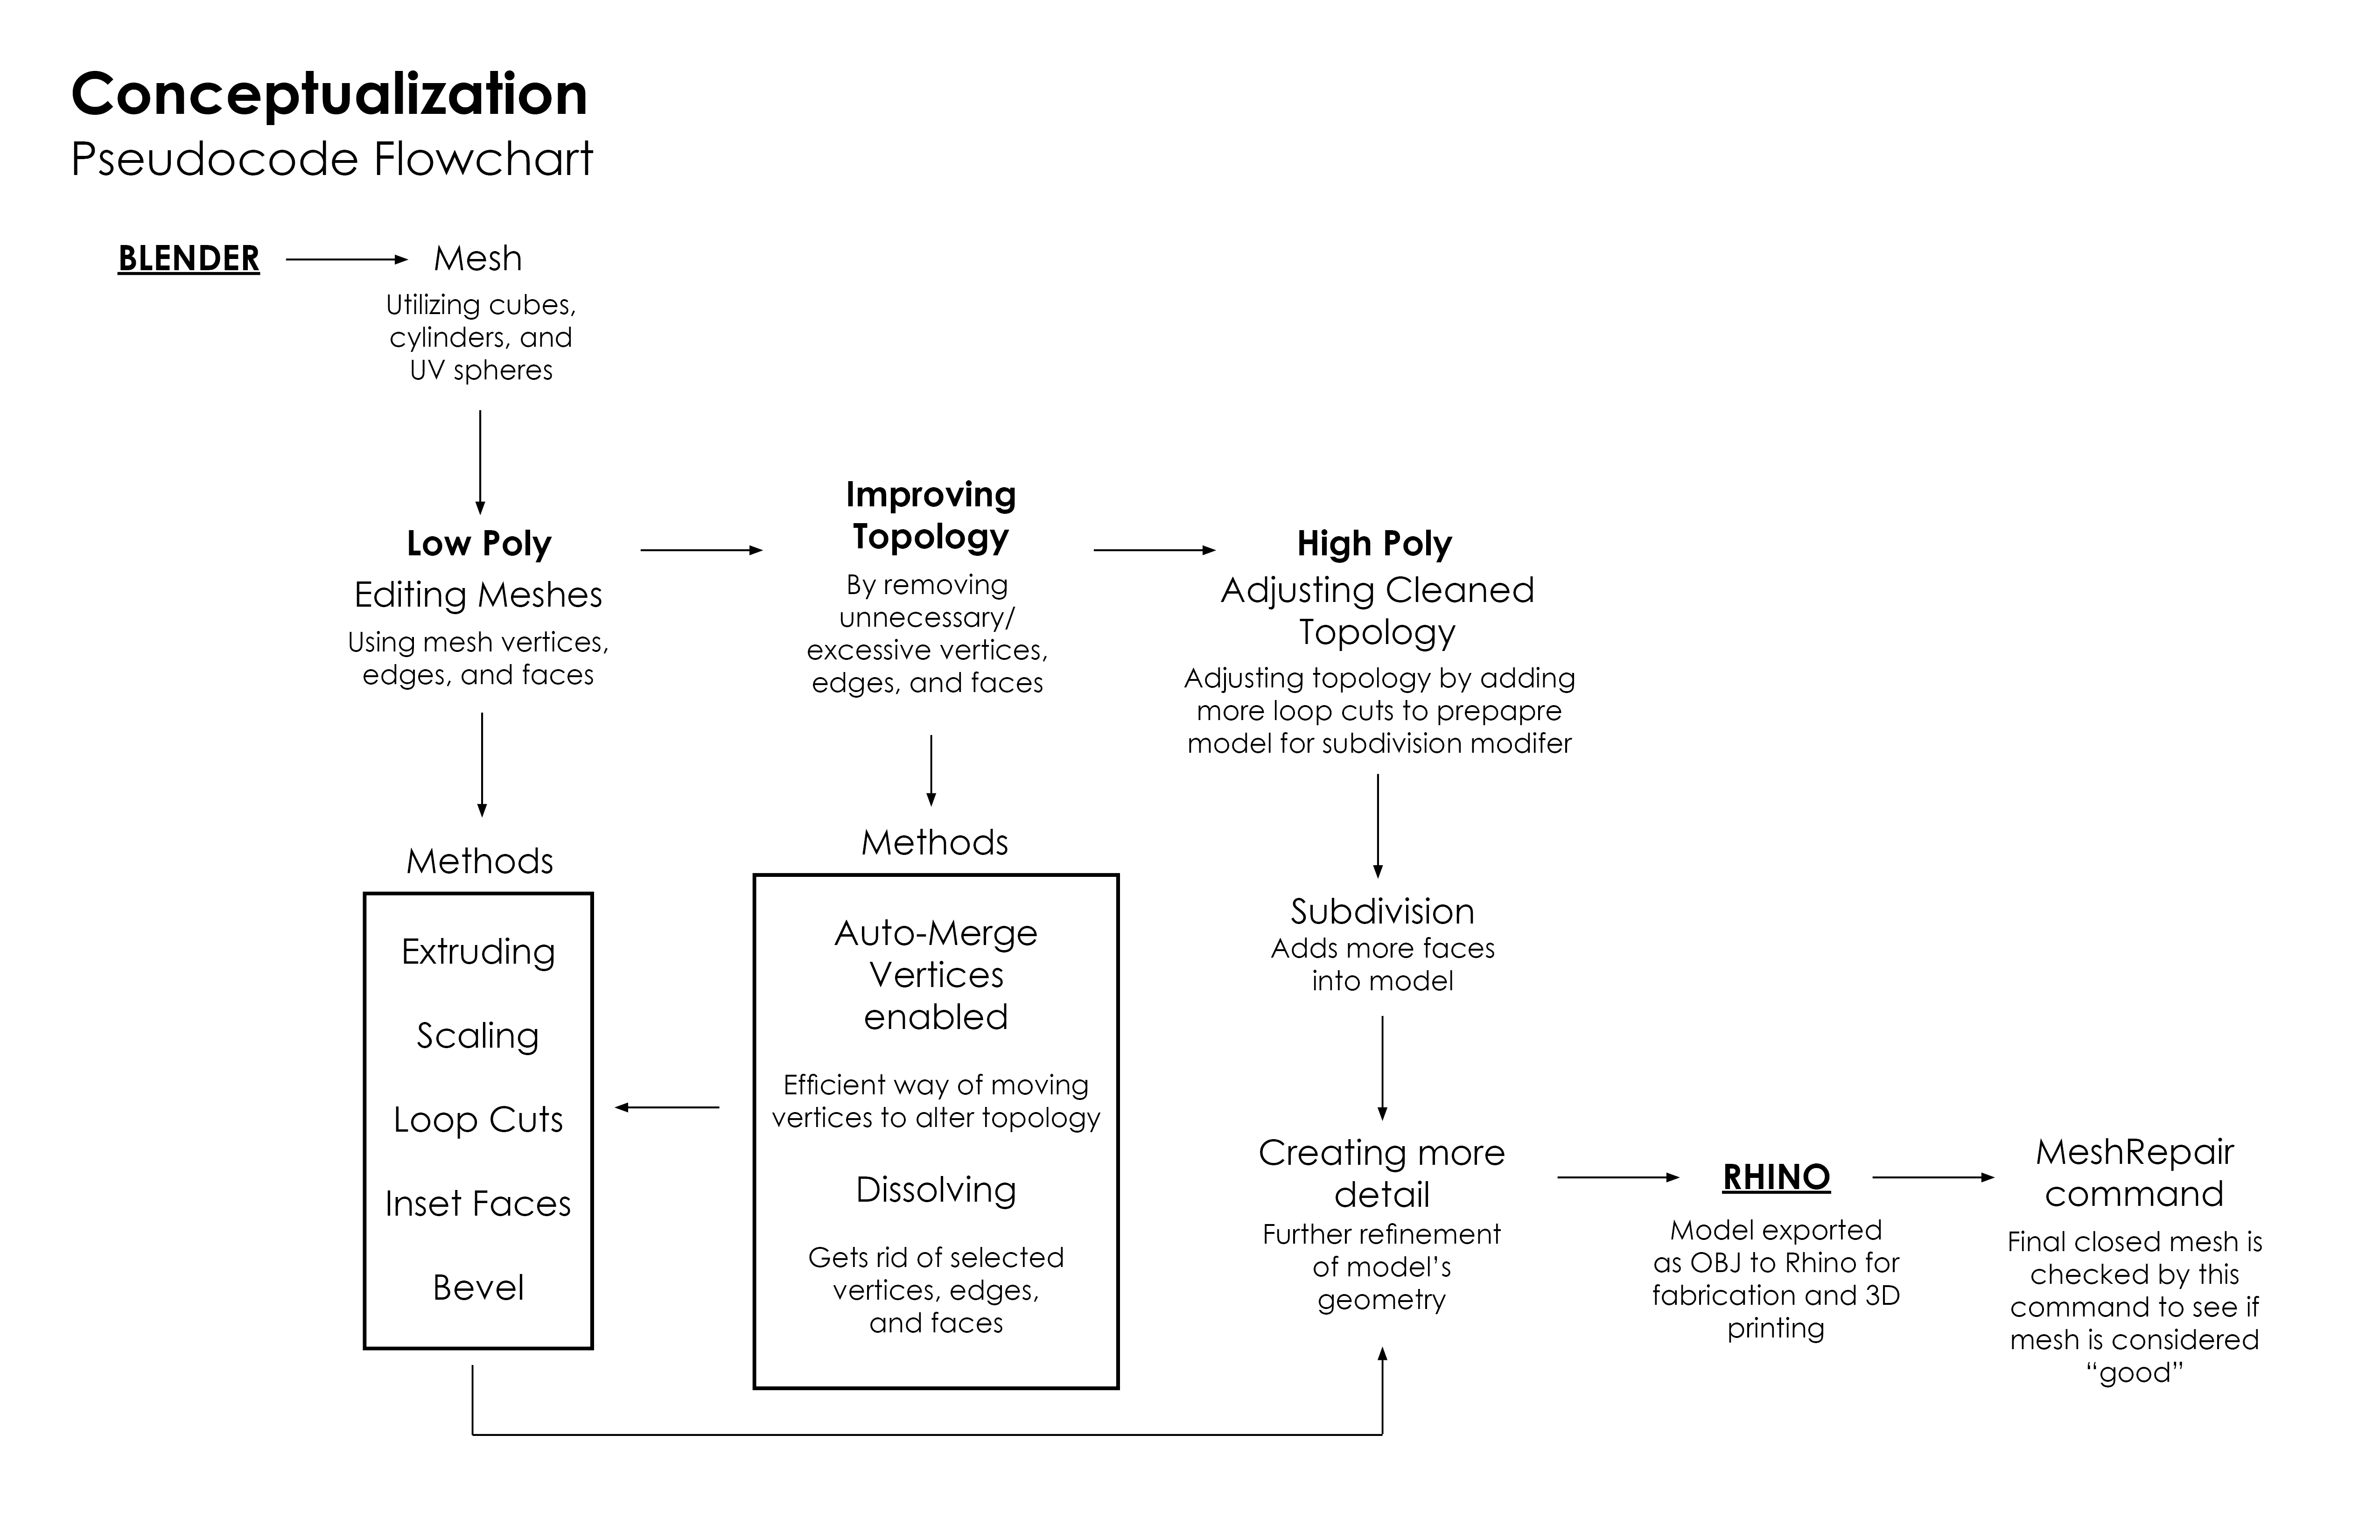 Conceptualization
Pseudocode Flowchart
BLENDER
Mesh
Utilizing cubes,
cylinders, and
UV spheres
Low Poly
Editing Meshes
Using mesh vertices,
edges, and faces
Methods
Extruding
Scaling
Loop Cuts
Inset Faces
Bevel
Improving
Topology
By removing
unnecessary/
excessive vertices,
edges, and faces
Methods
Auto-Merge
Vertices
enabled
Efficient way of moving
vertices to alter topology
Dissolving
Gets rid of selected
vertices, edges,
and faces
High Poly
Adjusting Cleaned
Topology
Adjusting topology by adding
more loop cuts to prepapre
model for subdivision modifer
Subdivision
Adds more faces
into model
Creating more
detail
Further refinement
of model’s
geometry
RHINO
Model exported
as OBJ to Rhino for
fabrication and 3D
printing
MeshRepair
command
Final closed mesh is
checked by this
command to see if
mesh is considered
“good”